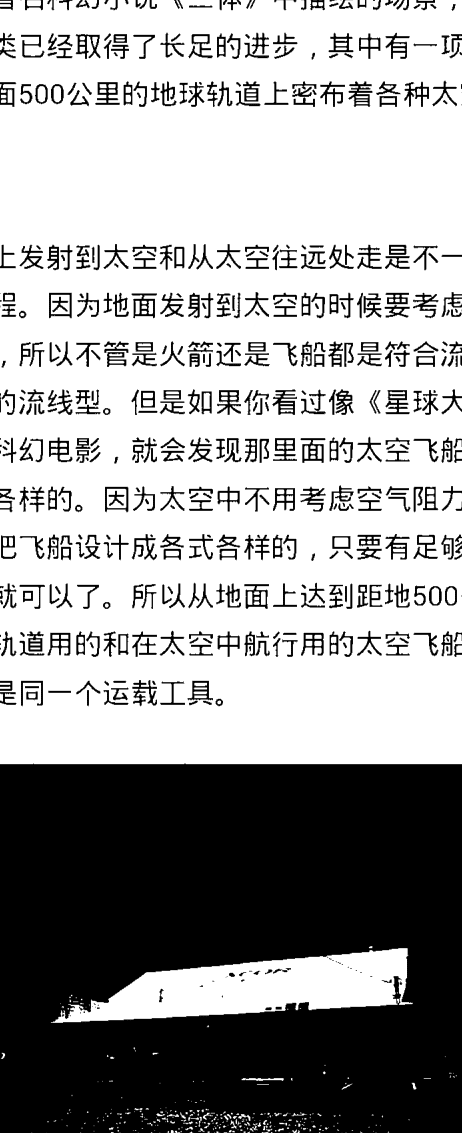 著名科幻小说《三体》中描绘的场景，
类已经取得了长足的进步，其中有一项
面500公里的地球轨道上密布着各种太空
上发射到太空和从太空往远处走是不一
程。因为地面发射到太空的时候要考虑
，所以不管是火箭还是飞船都是符合流
的流线型。但是如果你看过像《星球大
科幻电影，就会发现那里面的太空飞船
各样的。因为太空中不用考虑空气阻力
把飞船设计成各式各样的，只要有足够
就可以了。所以从地面上达到距地500
轨道用的和在太空中航行用的太空飞船
是同一个运载工具。